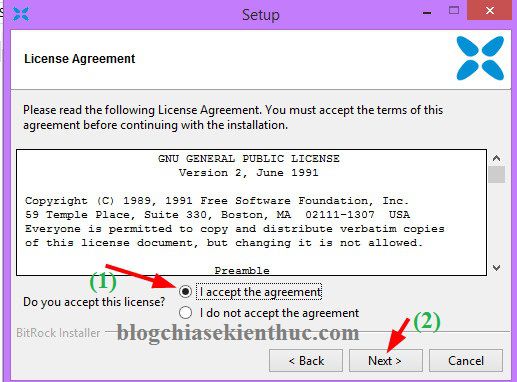 Setup
License Agreement
Please read the following License Agreement. You must accept the terms of this
agreement before continuing with the installation.
GNU GENERAL PUBLIC LICENSE
Version 2, June 1991
Copyright (C) 1989, 1991 Free Software Foundation, Inc.
59 Temple Place, Suite 330, Boston, MA  02111-1307  USA
Everyone is permitted to copy and distribute verbatim copies
of this license document, but changing it is not allowed.
Preamble
(1)
Do you accept this license?
I accept the agreement
I do not accept the agreement
BitRock Installer
blogchiasekienthuc.com
(2)
< Back
Next >
Cancel